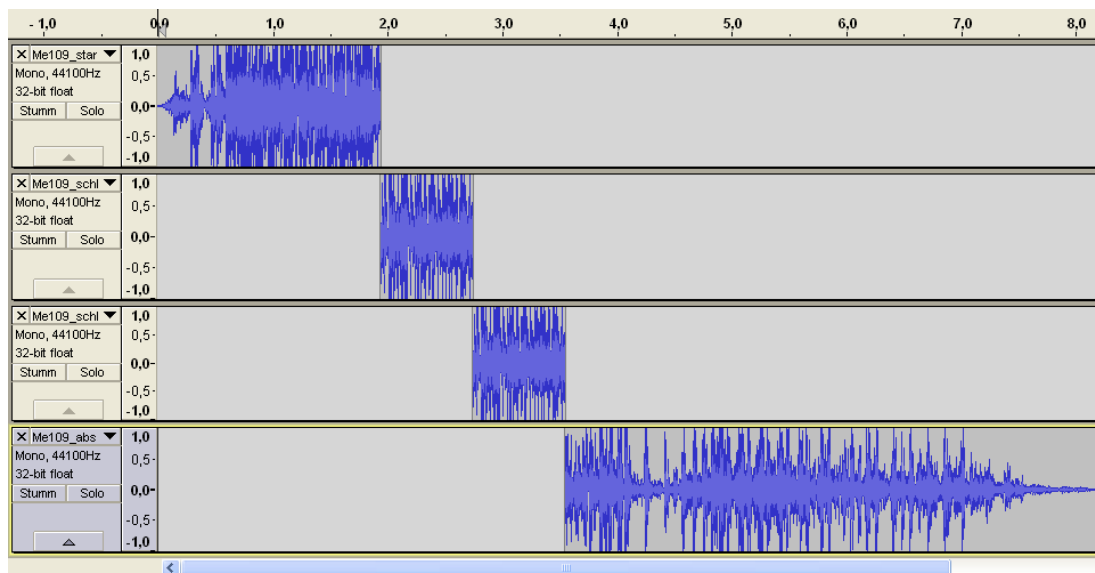 - 1,0 0,0 1,0 2,0 3,0 4,0 5,0 6,0 7,0 8,0
X Me109_star ▼ 1,0
Mono, 44100Hz 0,5-
32-bit float
Stumm Solo 0,0-
-0,5-
-1,0
X Me109_schl ▼ 1,0
Mono, 44100Hz 0,5-
32-bit float
Stumm Solo 0,0-
-0,5-
-1,0
X Me109_schl ▼ 1,0
Mono, 44100Hz 0,5-
32-bit float
Stumm Solo 0,0-
-0,5-
-1,0
X Me109_abs ▼ 1,0
Mono, 44100Hz 0,5-
32-bit float
Stumm Solo 0,0-
-0,5-
-1,0